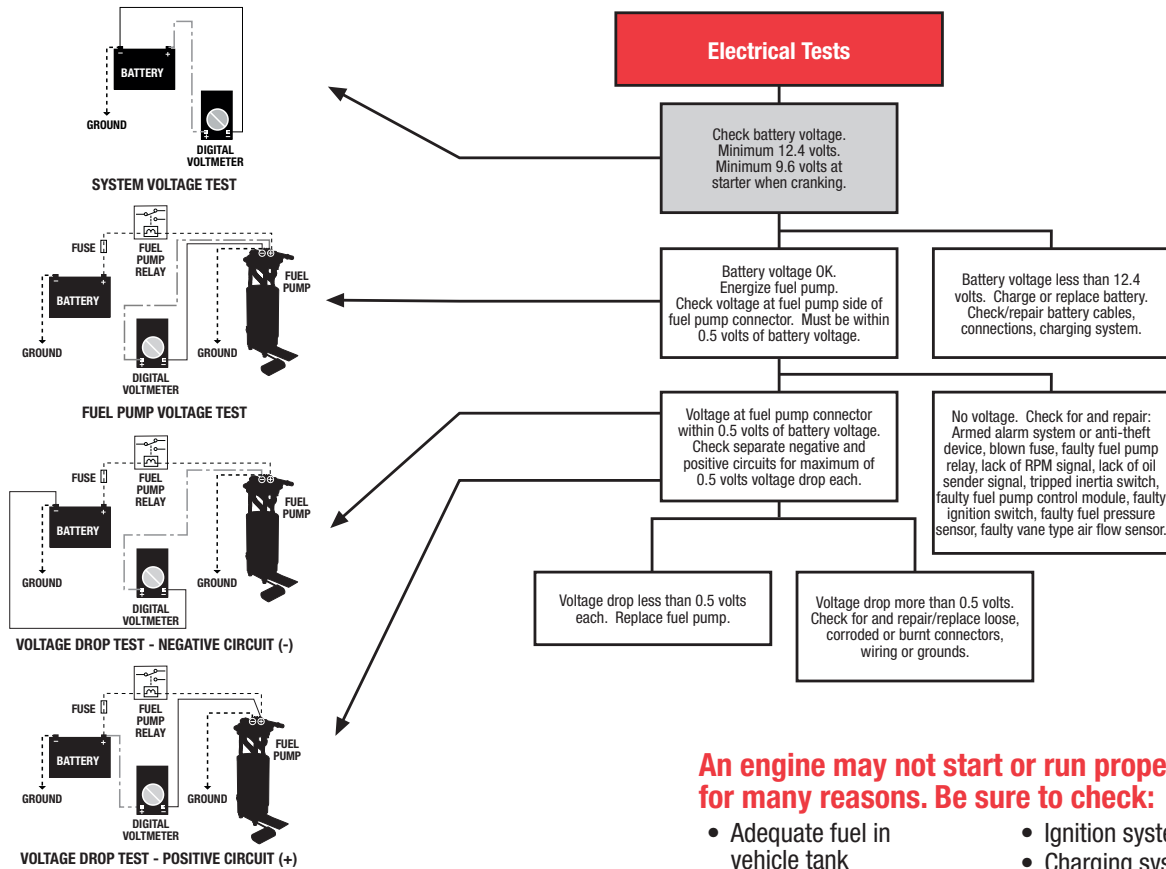 BATTERY
GROUND
DIGITAL
VOLTMETER
SYSTEM VOLTAGE TEST
FUSE
FUEL
PUMP
RELAY
BATTERY
FUEL
PUMP
GROUND
GROUND
DIGITAL
VOLTMETER
FUEL PUMP VOLTAGE TEST
FUSE
FUEL
PUMP
RELAY
BATTERY
FUEL
PUMP
GROUND
GROUND
DIGITAL
VOLTMETER
VOLTAGE DROP TEST - NEGATIVE CIRCUIT (-)
FUSE
FUEL
PUMP
RELAY
BATTERY
FUEL
PUMP
GROUND
GROUND
DIGITAL
VOLTMETER
VOLTAGE DROP TEST - POSITIVE CIRCUIT (+)
Electrical Tests
Check battery voltage.
Minimum 12.4 volts.
Minimum 9.6 volts at
starter when cranking.
Battery voltage OK.
Energize fuel pump.
Check voltage at fuel pump side of
fuel pump connector. Must be within
0.5 volts of battery voltage.
Battery voltage less than 12.4
volts. Charge or replace battery.
Check/repair battery cables,
connections, charging system.
Voltage at fuel pump connector
within 0.5 volts of battery voltage.
Check separate negative and
positive circuits for maximum of
0.5 volts voltage drop each.
No voltage. Check for and repair:
Armed alarm system or anti-theft
device, blown fuse, faulty fuel pump
relay, lack of RPM signal, lack of oil
sender signal, tripped inertia switch,
faulty fuel pump control module, faulty
ignition switch, faulty fuel pressure
sensor, faulty vane type air flow sensor.
Voltage drop less than 0.5 volts
each. Replace fuel pump.
Voltage drop more than 0.5 volts.
Check for and repair/replace loose,
corroded or burnt connectors,
wiring or grounds.
An engine may not start or run prope
for many reasons. Be sure to check:
• Adequate fuel in
vehicle tank
• Ignition syste
• Charging sys